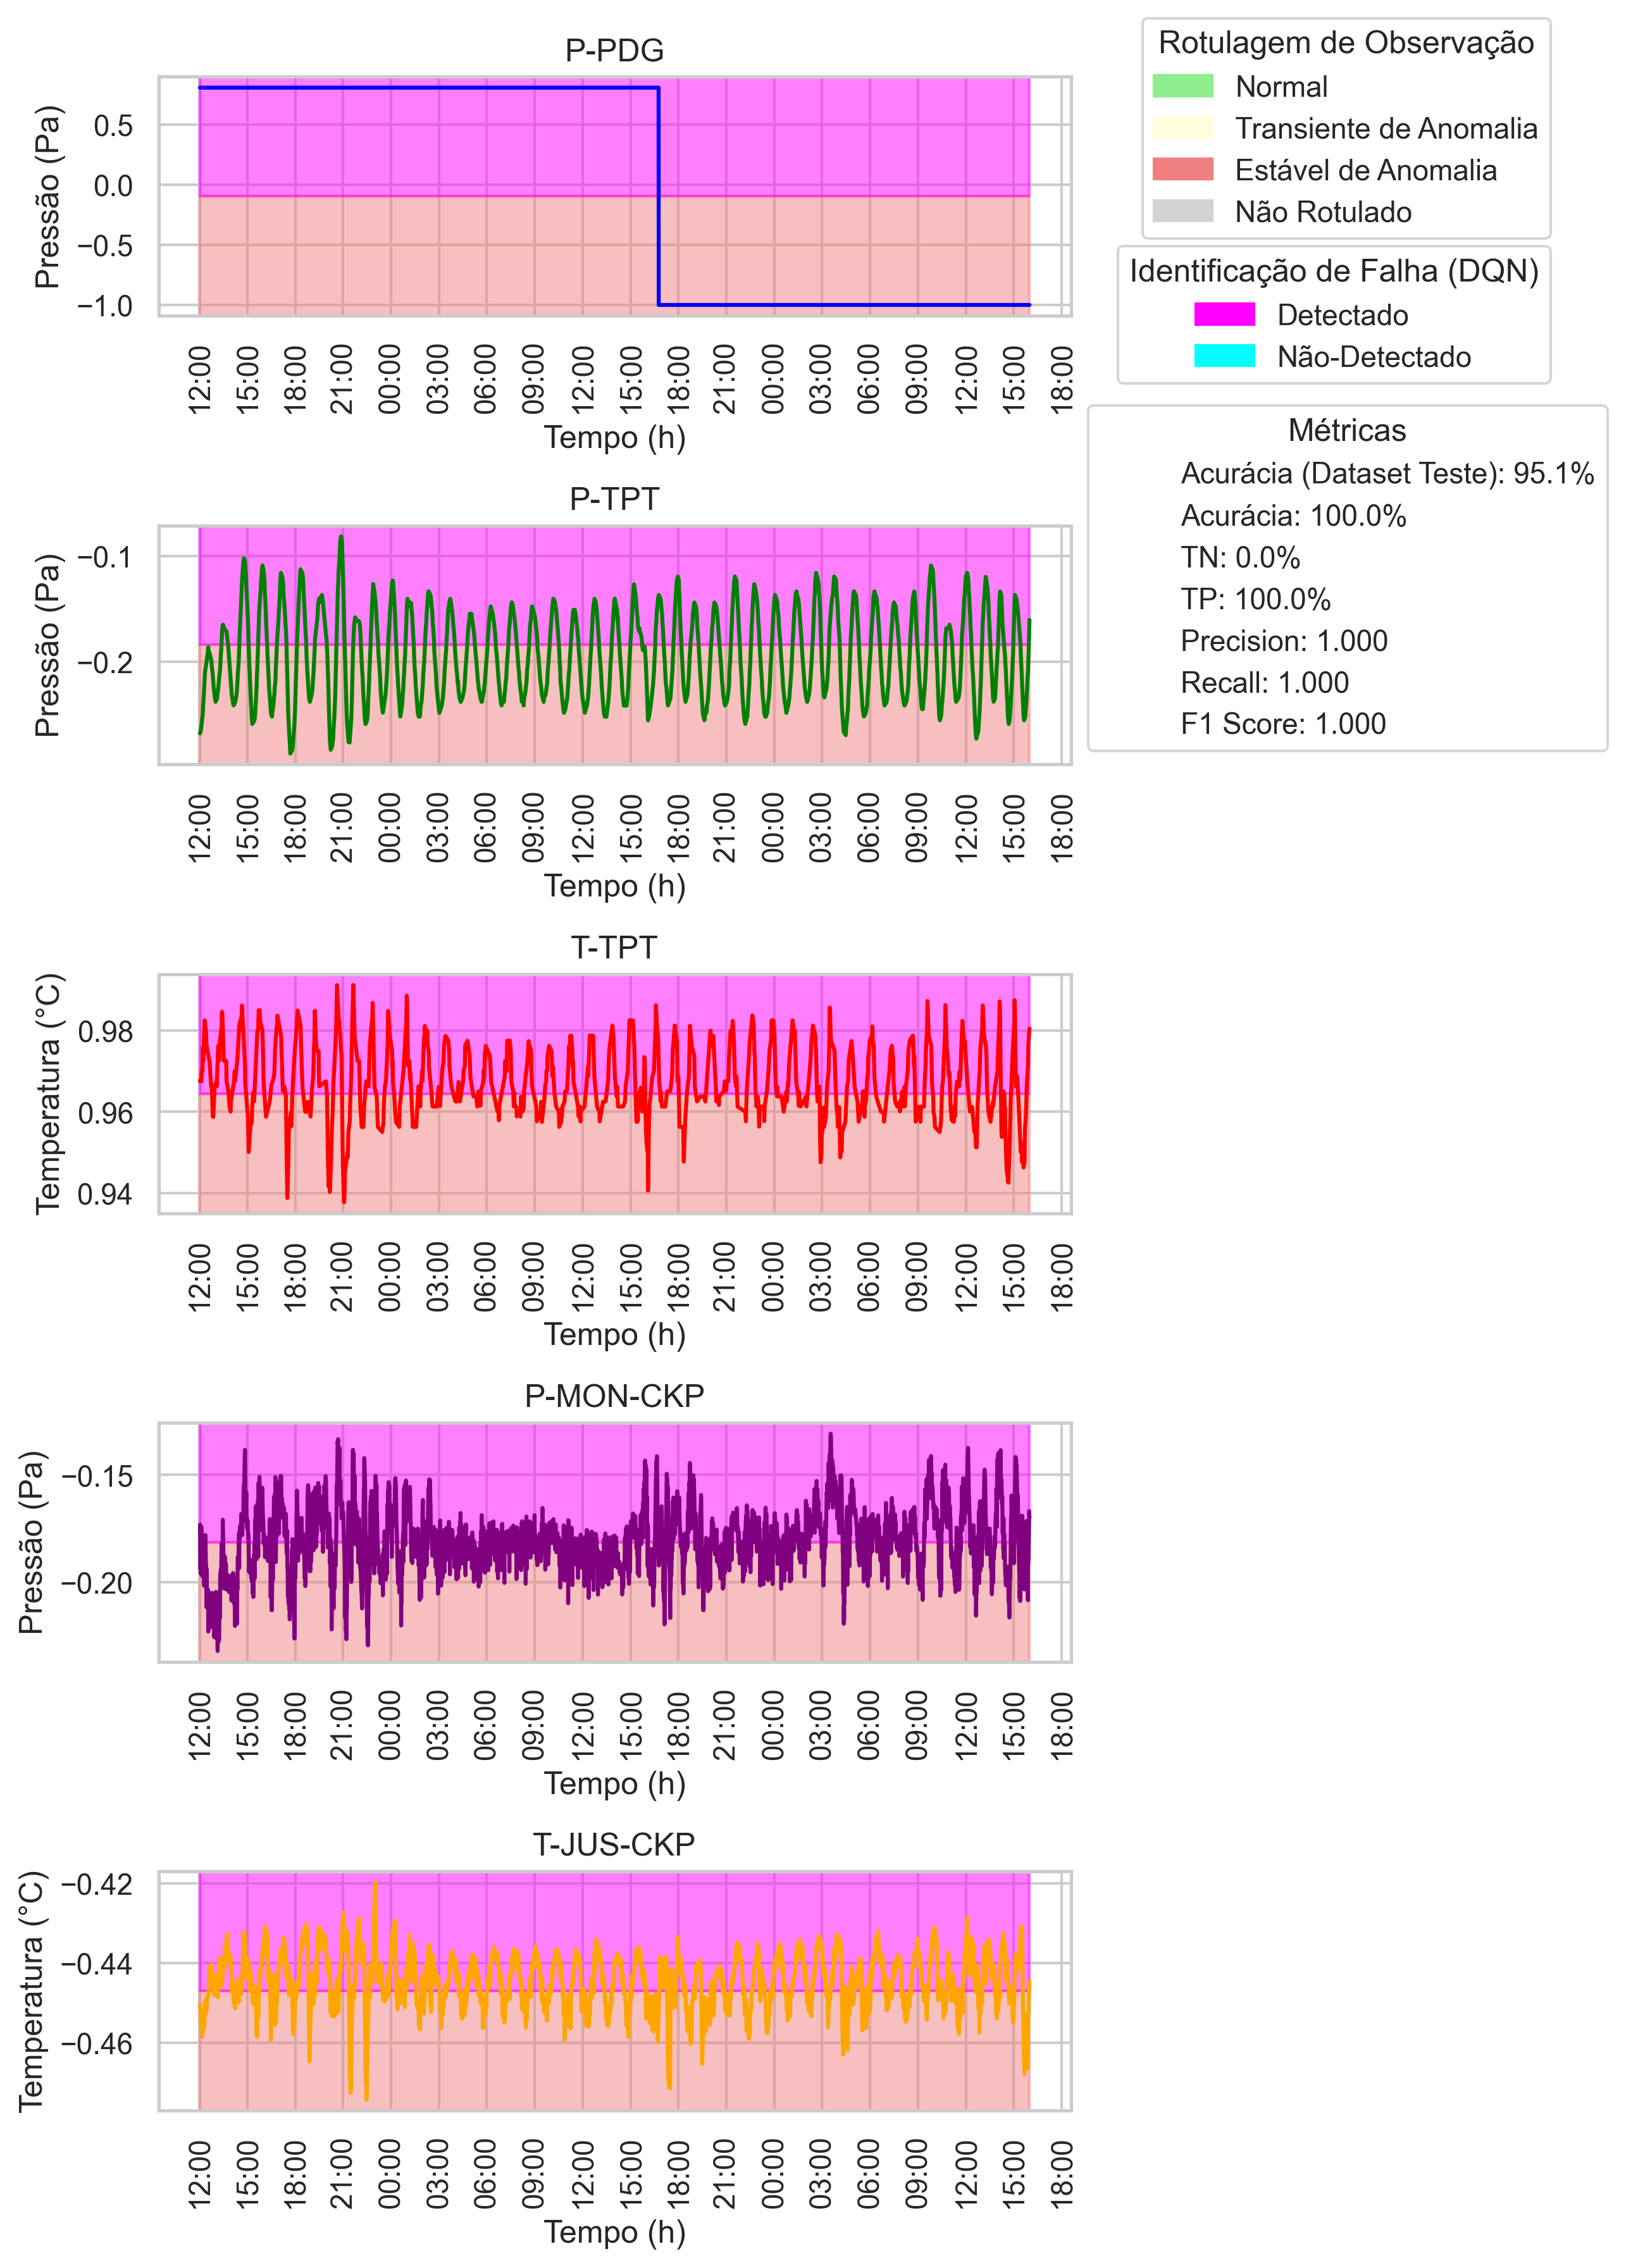 P-PDG
Pressão (Pa)
0.5
0.0
−0.5
−1.0
12:00 15:00 18:00 21:00 00:00 03:00 06:00 09:00 12:00 15:00 18:00 21:00 00:00 03:00 06:00 09:00 12:00 15:00 18:00
Tempo (h)
Rotulagem de Observação
Normal
Transiente de Anomalia
Estável de Anomalia
Não Rotulado
Identificação de Falha (DQN)
Detectado
Não-Detectado
Métricas
Acurácia (Dataset Teste): 95.1%
Acurácia: 100.0%
TN: 0.0%
TP: 100.0%
Precision: 1.000
Recall: 1.000
F1 Score: 1.000
P-TPT
Pressão (Pa)
−0.1
−0.2
12:00 15:00 18:00 21:00 00:00 03:00 06:00 09:00 12:00 15:00 18:00 21:00 00:00 03:00 06:00 09:00 12:00 15:00 18:00
Tempo (h)
T-TPT
Temperatura (°C)
0.98
0.96
0.94
12:00 15:00 18:00 21:00 00:00 03:00 06:00 09:00 12:00 15:00 18:00 21:00 00:00 03:00 06:00 09:00 12:00 15:00 18:00
Tempo (h)
P-MON-CKP
Pressão (Pa)
−0.15
−0.20
12:00 15:00 18:00 21:00 00:00 03:00 06:00 09:00 12:00 15:00 18:00 21:00 00:00 03:00 06:00 09:00 12:00 15:00 18:00
Tempo (h)
T-JUS-CKP
Temperatura (°C)
−0.42
−0.44
−0.46
12:00 15:00 18:00 21:00 00:00 03:00 06:00 09:00 12:00 15:00 18:00 21:00 00:00 03:00 06:00 09:00 12:00 15:00 18:00
Tempo (h)